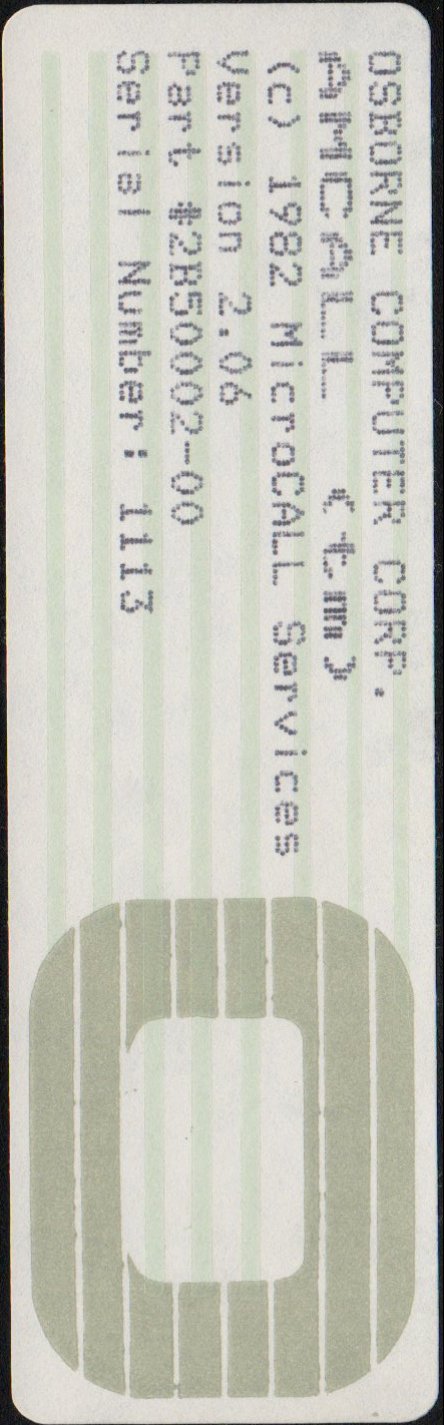 OSBORNE COMPUTER CORP.
AMCALL (tm)
(c) 1982 MicroCALL Services
Version 2.06
Part #2B50002-00
Serial Number: 1113